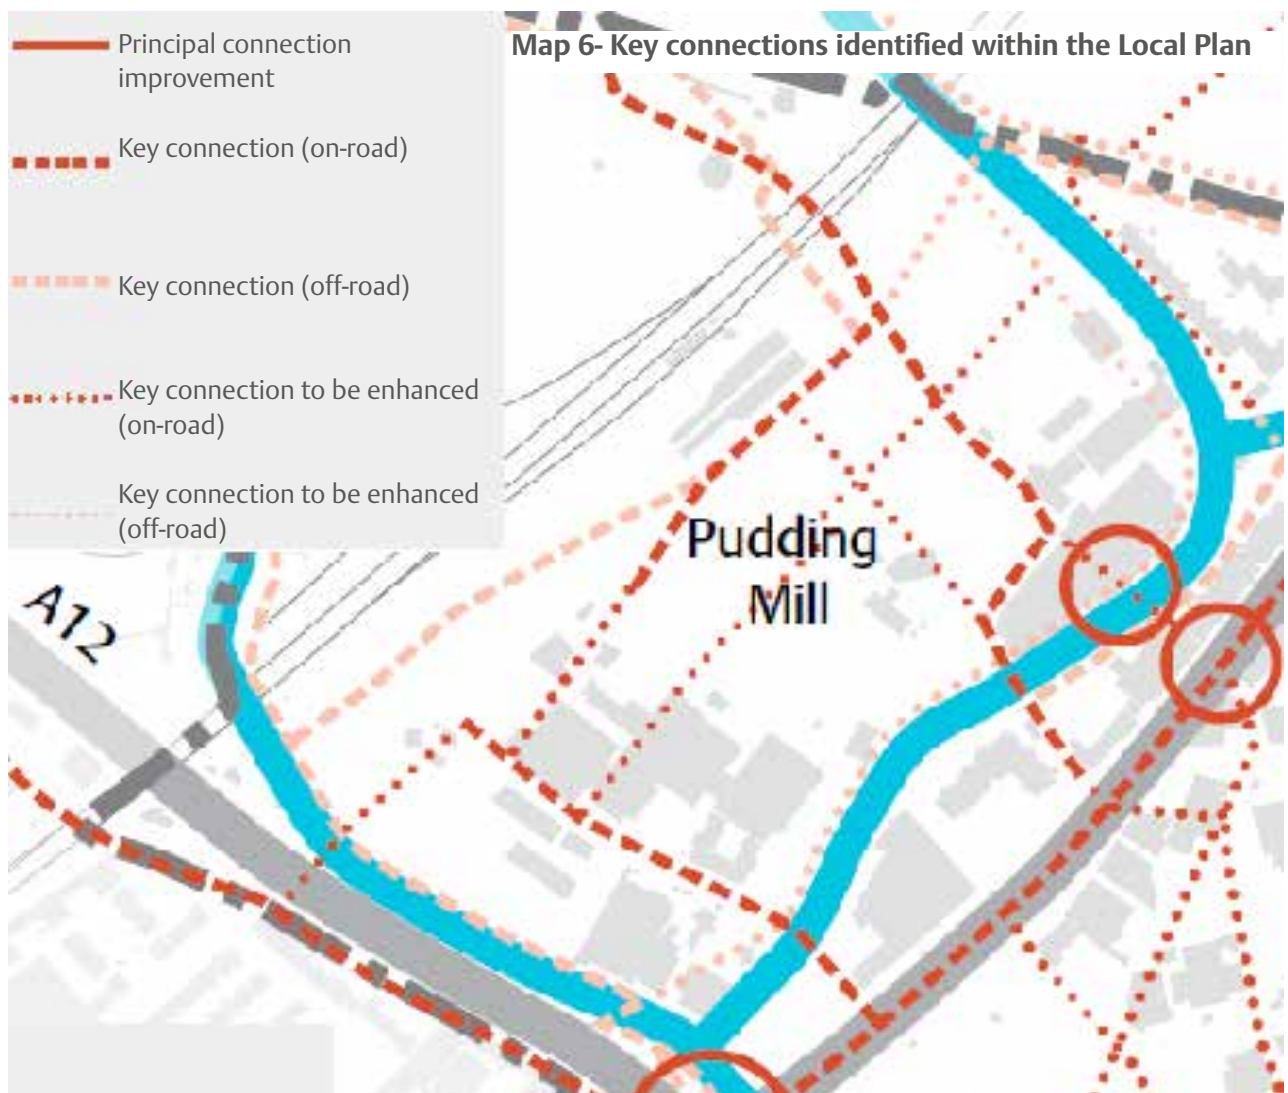 Map 6- Key connections identified within the Local Plan
Principal connection
improvement
Key connection (on-road)
Key connection (off-road)
Key connection to be enhanced
(on-road)
Key connection to be enhanced
(off-road)
A12
Pudding
Mill